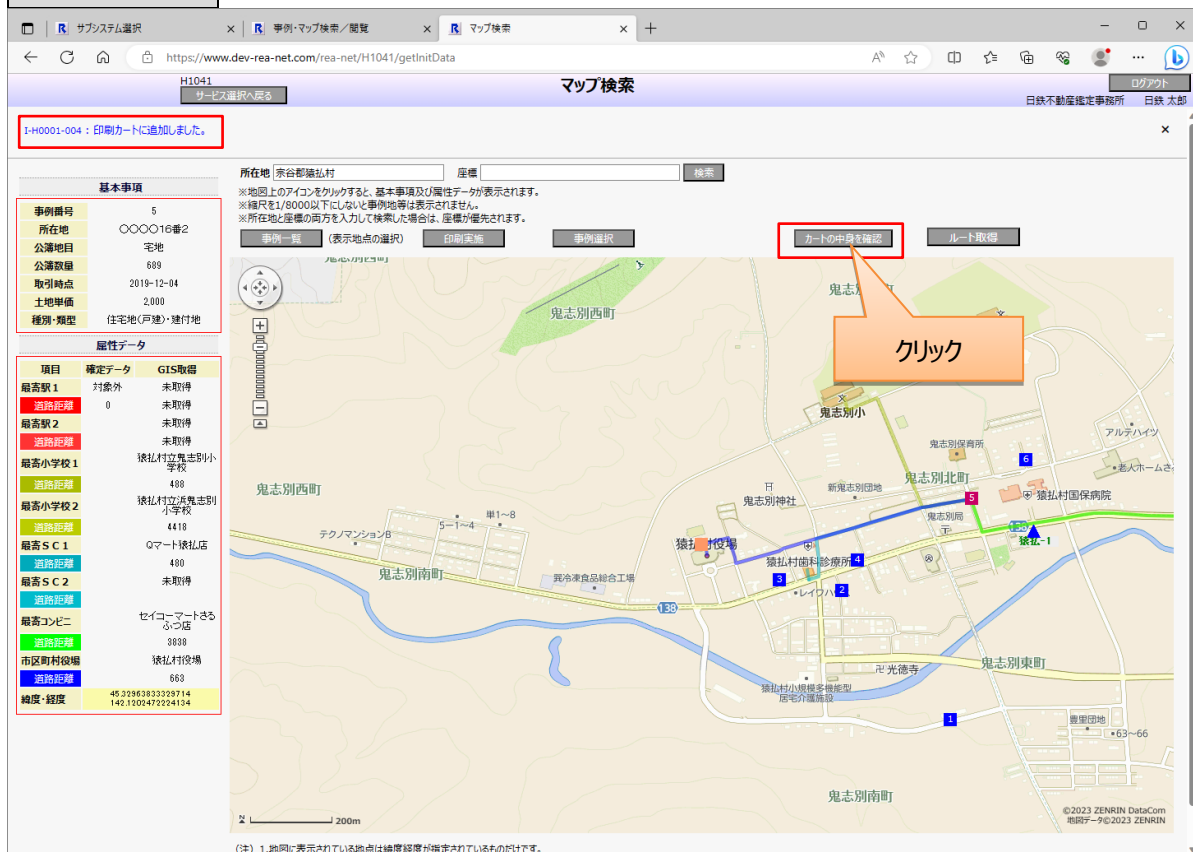 サブシステム選択
事例・マップ検索／閲覧
マップ検索
https://www.dev-rea-net.com/rea-net/H1041/getInitData
H1041
サービス選択へ戻る
マップ検索
ログアウト
日鉄不動産鑑定事務所 日鉄 太郎
I-H0001-004 : 印刷カートに追加しました。
×
所在地 宗谷郡猿払村 座標 検索
※地図上のアイコンをクリックすると、基本事項及び属性データが表示されます。
※縮尺を1/8000以下にしないと事例地等は表示されません。
※所在地と座標の両方を入力して検索した場合は、座標が優先されます。
事例一覧 (表示地点の選択) 印刷実施 事例選択 カートの中身を確認 ルート取得
基本事項
事例番号 5
所在地 〇〇〇〇16番2
公簿地目 宅地
公簿数量 689
取引時点 2019-12-04
土地単価 2,000
種別・類型 住宅地(戸建)・建付地
属性データ
項目 確定データ GIS取得
最寄駅1 対象外 未取得
道路距離 0 未取得
最寄駅2 未取得
道路距離 未取得
最寄小学校1 猿払村立鬼志別小学校
道路距離 488
最寄小学校2 猿払村立浜鬼志別小学校
道路距離 4418
最寄SC1 Qマート猿払店
道路距離 480
最寄SC2 未取得
道路距離
最寄コンビニ セイコーマートさるふつ店
道路距離 3838
市区町村役場 猿払村役場
道路距離 663
緯度・経度 45.32963833329714
142.1202472224134
鬼志別西町
クリック
鬼志別小
アルテハイツ
鬼志別保育所
6
老人ホームさ
鬼志別西町
鬼志別神社
新鬼志別団地
鬼志別北町
5
猿払村国保病院
単1～8
5－1～4
テクノマンションB
鬼志別局
138
猿払-1
猿払村役場
猿払村歯科診療所
4
鬼志別南町
巽冷凍食品総合工場
3
レイワハ
2
138
卍光徳寺
鬼志別東町
猿払村小規模多機能型
居宅介護施設
1
豊里団地
63～66
鬼志別南町
200m
©2023 ZENRIN DataCom
地図データ©2023 ZENRIN
(注) 1.地図に表示されている地点は緯度経度が指定されているものだけです。